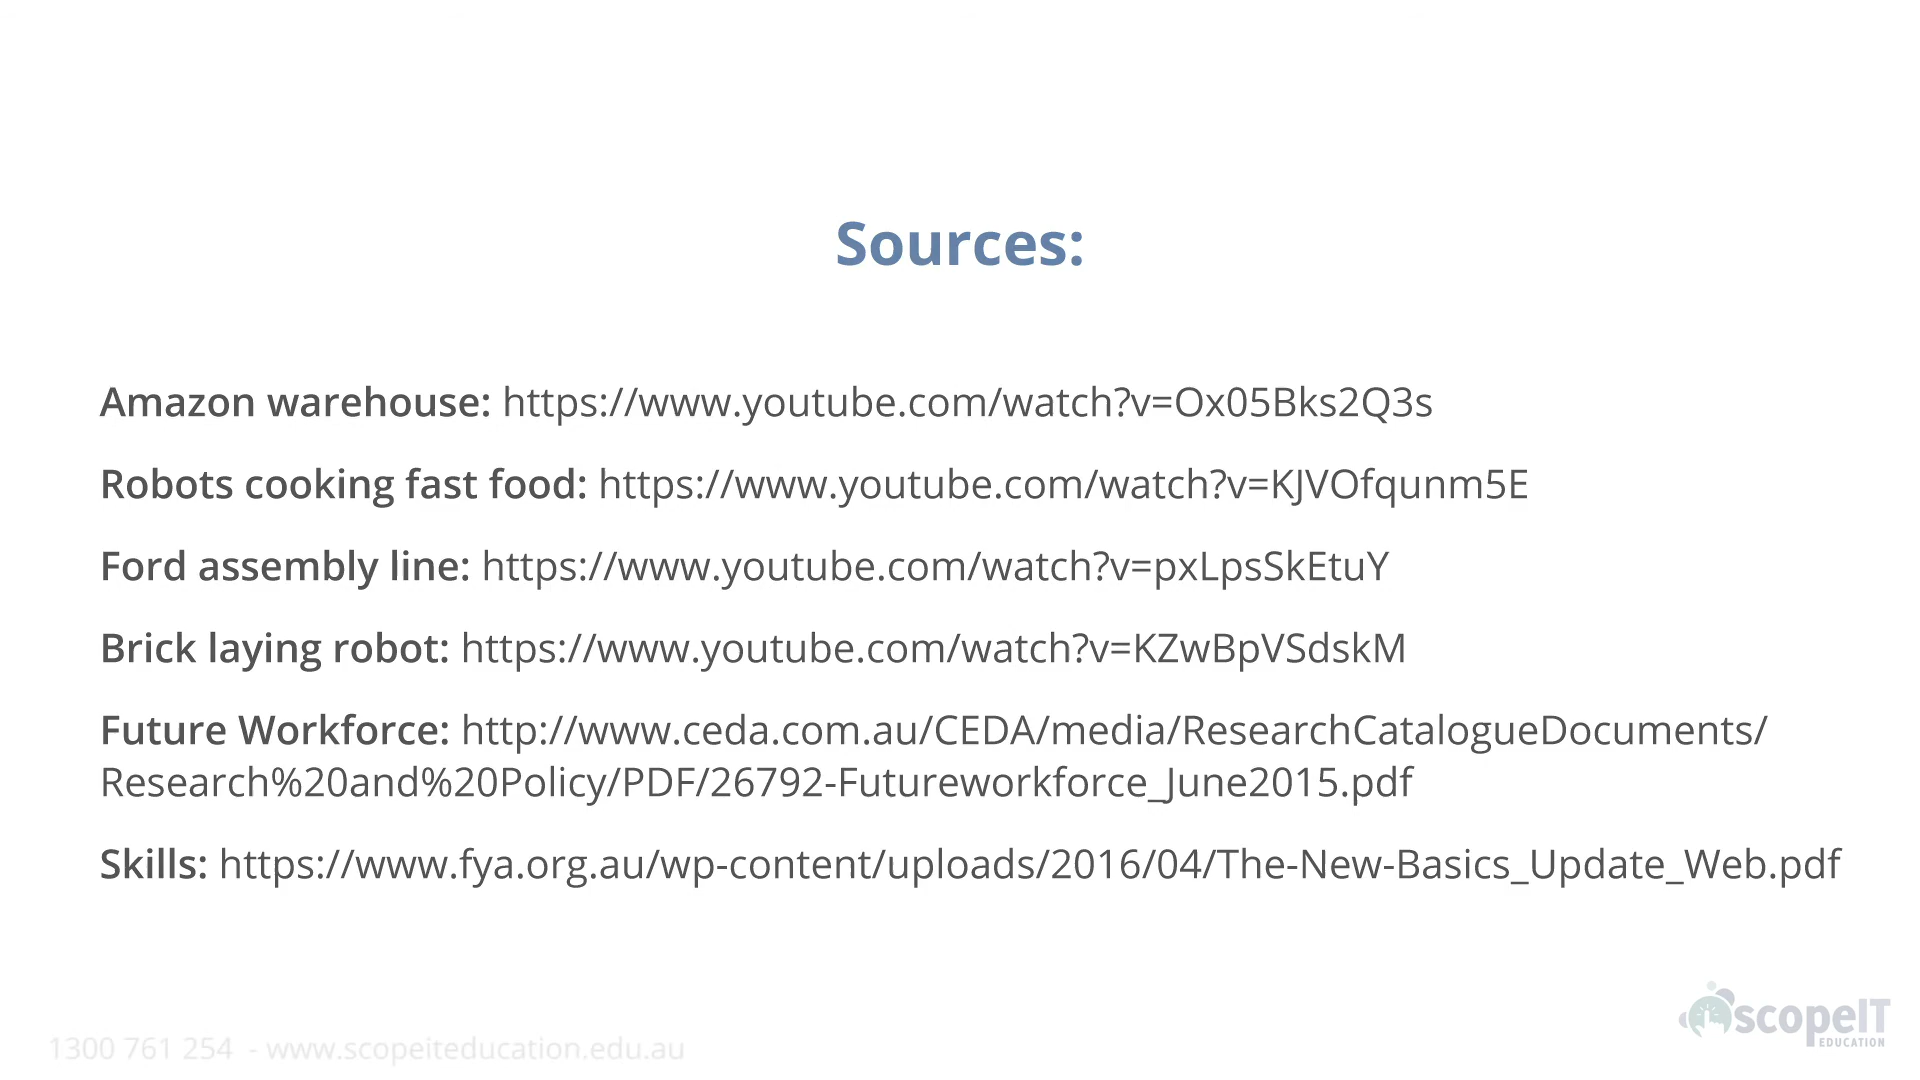 Sources:
Amazon warehouse: https://www.youtube.com/watch?v=Ox05Bks2Q3s
Robots cooking fast food: https://www.youtube.com/watch?v=KJVOfqunm5E
Ford assembly line: https://www.youtube.com/watch?v=pxLpsSkEtuY
Brick laying robot: https://www.youtube.com/watch?v=KZwBpVSdskM
Future Workforce: http://www.ceda.com.au/CEDA/media/ResearchCatalogueDocuments/
Research%20and%20Policy/PDF/26792-Futureworkforce_June2015.pdf
Skills: https://www.fya.org.au/wp-content/uploads/2016/04/The-New-Basics_Update_Web.pdf
scopeIT
EDUCATION
1300 761 254 - www.scopeiteducation.edu.au